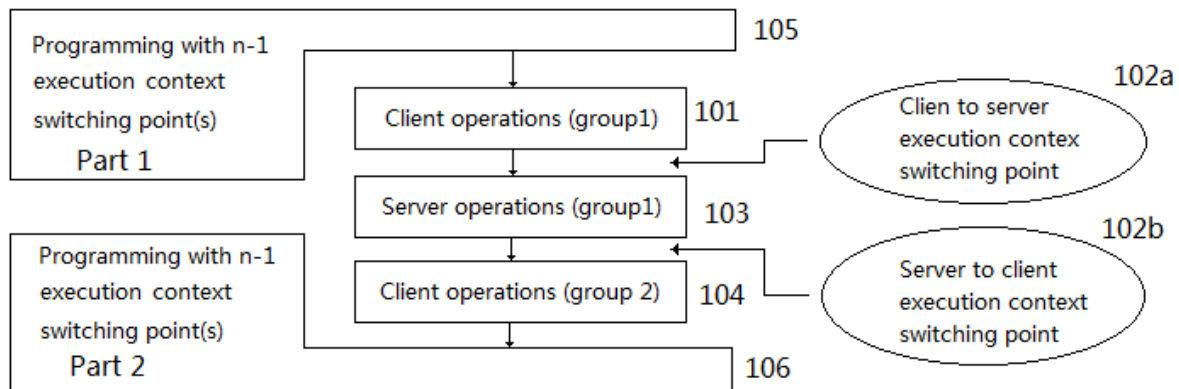 Programming with n-1
execution context
switching point(s)
Part 1
105
Client operations (group1)
101
102a
Clien to server
execution contex
switching point
Server operations (group1)
103
102b
Programming with n-1
execution context
switching point(s)
Part 2
Client operations (group 2)
104
Server to client
execution context
switching point
106